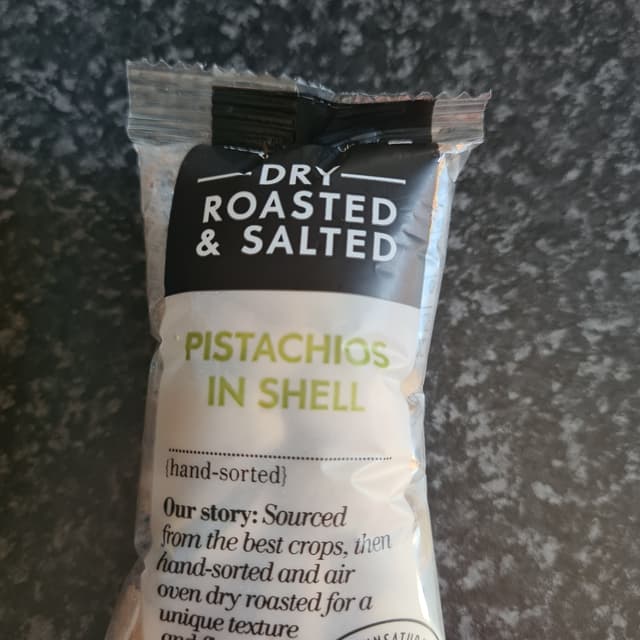 DRY
ROASTED
& SALTED
PISTACHIOS
IN SHELL
{hand-sorted}
Our story: Sourced
from the best crops, then
hand-sorted and air
oven dry roasted for a
unique texture